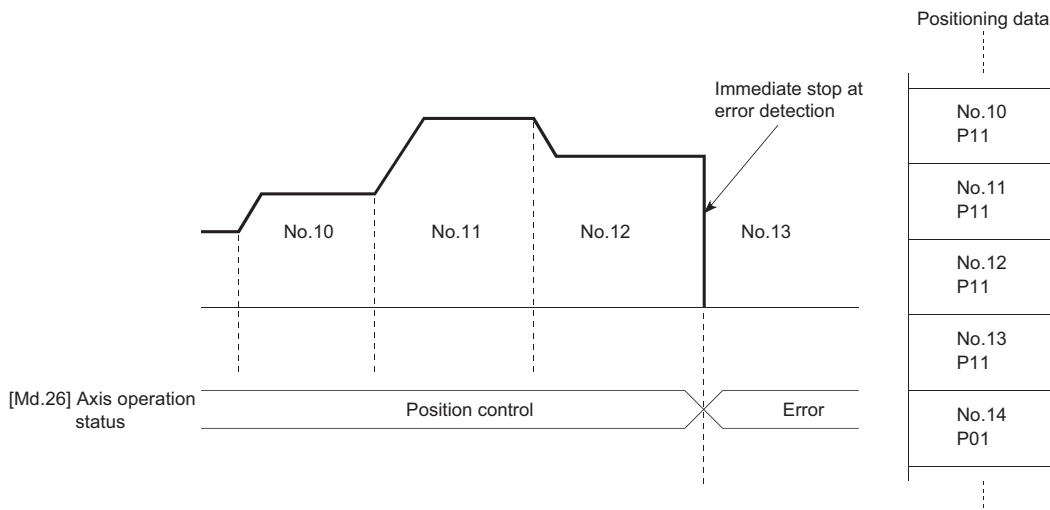 Positioning data
Immediate stop at
error detection
No.10
No.11
No.12
No.13
No.10
P11
No.11
P11
No.12
P11
No.13
P11
No.14
P01
[Md.26] Axis operation
status
Position control
Error